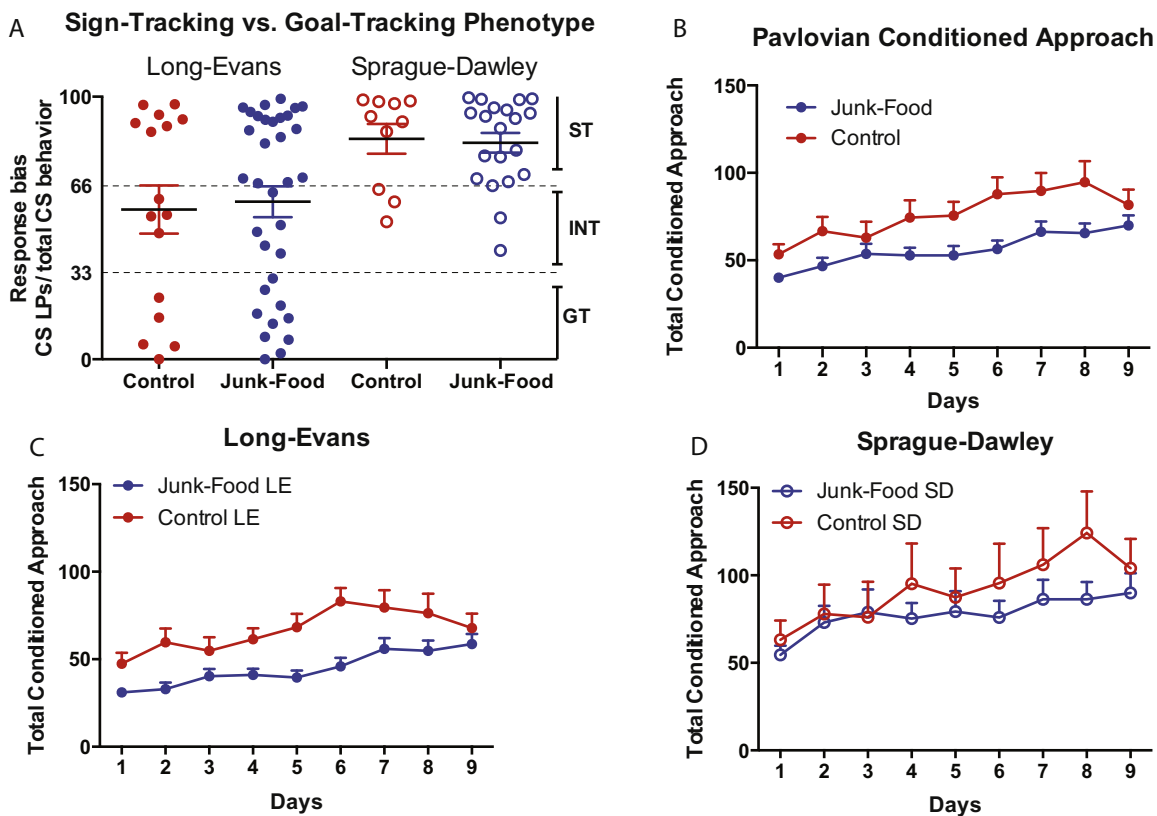 A
Sign-Tracking vs. Goal-Tracking Phenotype
Long-Evans
Sprague-Dawley
Response bias
CS LPs/ total CS behavior
100
66
33
0
ST
INT
GT
Control
Junk-Food
Control
Junk-Food
B
Pavlovian Conditioned Approach
Total Conditioned Approach
150
100
50
0
Junk-Food
Control
1 2 3 4 5 6 7 8 9
Days
C
Long-Evans
Total Conditioned Approach
150
100
50
0
Junk-Food LE
Control LE
1 2 3 4 5 6 7 8 9
Days
D
Sprague-Dawley
Total Conditioned Approach
150
100
50
0
Junk-Food SD
Control SD
1 2 3 4 5 6 7 8 9
Days